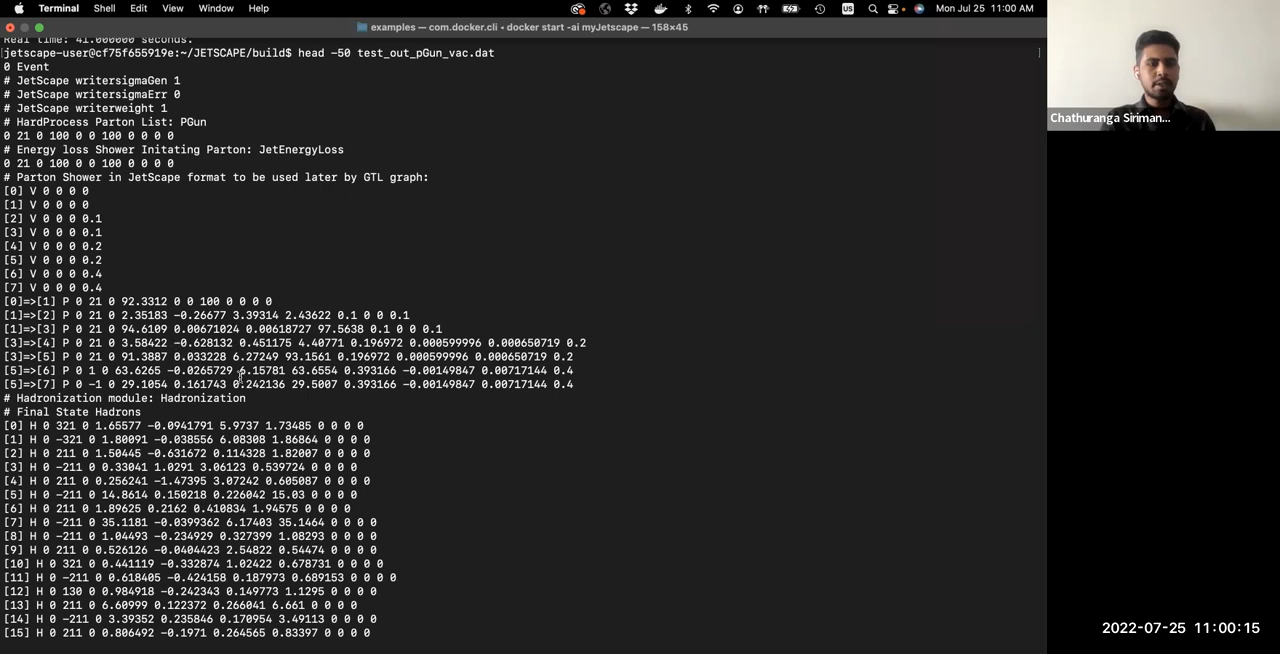 Terminal Shell Edit View Window Help
US
Mon Jul 25 11:00 AM
examples — com.docker.cli • docker start -ai myJetscape — 158×45
Real time: 41.000000 seconds.
jetscape-user@cf75f655919e:~/JETSCAPE/build$ head -50 test_out_pGun_vac.dat
0 Event
# JetScape writersigmaGen 1
# JetScape writersigmaErr 0
# JetScape writerweight 1
# HardProcess Parton List: PGun
0 21 0 100 0 0 100 0 0 0 0
# Energy loss Shower Initating Parton: JetEnergyLoss
0 21 0 100 0 0 100 0 0 0 0
# Parton Shower in JetScape format to be used later by GTL graph:
[0] V 0 0 0 0
[1] V 0 0 0 0
[2] V 0 0 0 0.1
[3] V 0 0 0 0.1
[4] V 0 0 0 0.2
[5] V 0 0 0 0.2
[6] V 0 0 0 0.4
[7] V 0 0 0 0.4
[0]=>[1] P 0 21 0 92.3312 0 0 100 0 0 0 0
[1]=>[2] P 0 21 0 2.35183 -0.26677 3.39314 2.43622 0.1 0 0 0.1
[1]=>[3] P 0 21 0 94.6109 0.00671024 0.00618727 97.5638 0.1 0 0 0.1
[3]=>[4] P 0 21 0 3.58422 -0.628132 0.451175 4.40771 0.196972 0.000599996 0.000650719 0.2
[3]=>[5] P 0 21 0 91.3887 0.033228 6.27249 93.1561 0.196972 0.000599996 0.000650719 0.2
[5]=>[6] P 0 1 0 63.6265 -0.0265729 6.15781 63.6554 0.393166 -0.00149847 0.00717144 0.4
[5]=>[7] P 0 -1 0 29.1054 0.161743 0.242136 29.5007 0.393166 -0.00149847 0.00717144 0.4
# Hadronization module: Hadronization
# Final State Hadrons
[0] H 0 321 0 1.65577 -0.0941791 5.9737 1.73485 0 0 0 0
[1] H 0 -321 0 1.80091 -0.038556 6.08308 1.86864 0 0 0 0
[2] H 0 211 0 1.50445 -0.631672 0.114328 1.82007 0 0 0 0
[3] H 0 -211 0 0.33041 1.0291 3.06123 0.539724 0 0 0 0
[4] H 0 211 0 0.256241 -1.47395 3.07242 0.605087 0 0 0 0
[5] H 0 -211 0 14.8614 0.150218 0.226042 15.03 0 0 0 0
[6] H 0 211 0 1.89625 0.2162 0.410834 1.94575 0 0 0 0
[7] H 0 -211 0 35.1181 -0.0399362 6.17403 35.1464 0 0 0 0
[8] H 0 -211 0 1.04493 -0.234929 0.327399 1.08293 0 0 0 0
[9] H 0 211 0 0.526126 -0.0404423 2.54822 0.54474 0 0 0 0
[10] H 0 321 0 0.441119 -0.332874 1.02422 0.678731 0 0 0 0
[11] H 0 -211 0 0.618405 -0.424158 0.187973 0.689153 0 0 0 0
[12] H 0 130 0 0.984918 -0.242343 0.149773 1.1295 0 0 0 0
[13] H 0 211 0 6.60999 0.122372 0.266041 6.661 0 0 0 0
[14] H 0 -211 0 3.39352 0.235846 0.170954 3.49113 0 0 0 0
[15] H 0 211 0 0.806492 -0.1971 0.264565 0.83397 0 0 0 0
Chathuranga Siriman...
2022-07-25 11:00:15